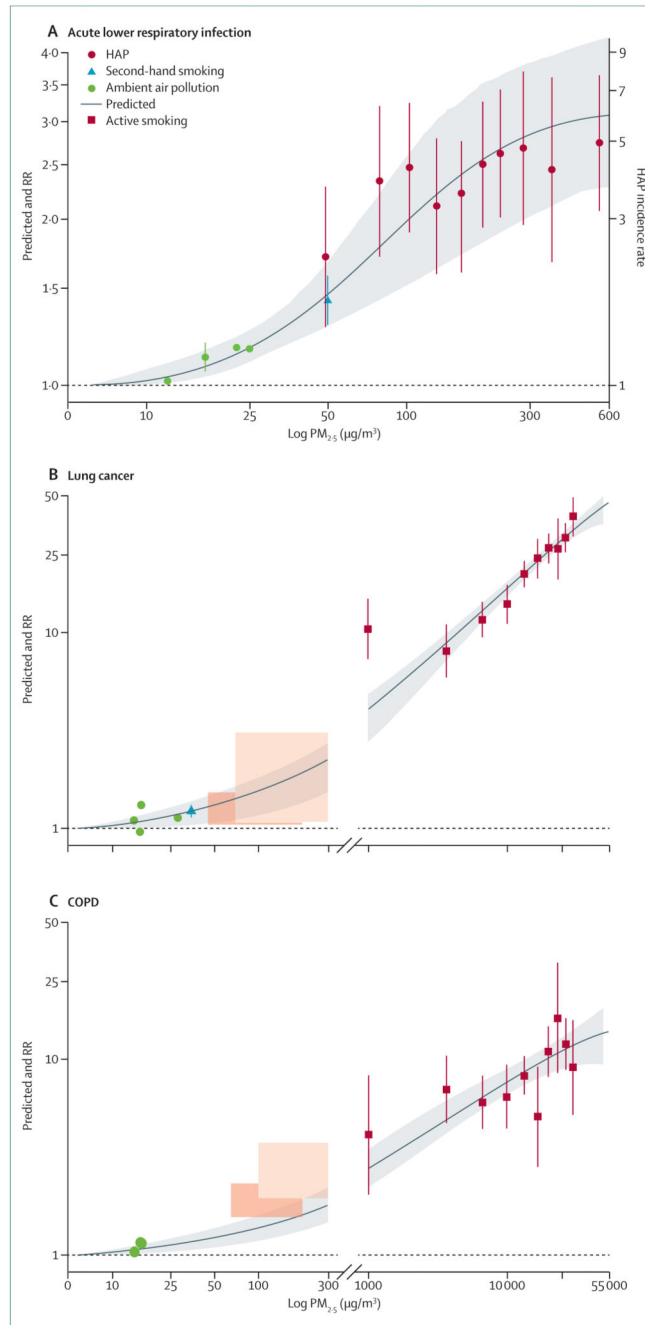 A Acute lower respiratory infection
4·0
3·5
3·0
2·5
2·0
1·5
1·0
Predicted and RR
HAP
Second-hand smoking
Ambient air pollution
Predicted
Active smoking
9
7
5
3
1
HAP incidence rate
0 10 25 50 100 300 600
Log PM2·5 (µg/m³)
B Lung cancer
50
25
10
1
Predicted and RR
C COPD
50
25
10
1
Predicted and RR
0 10 25 50 100 300 1000 10 000 55 000
Log PM2·5 (µg/m³)